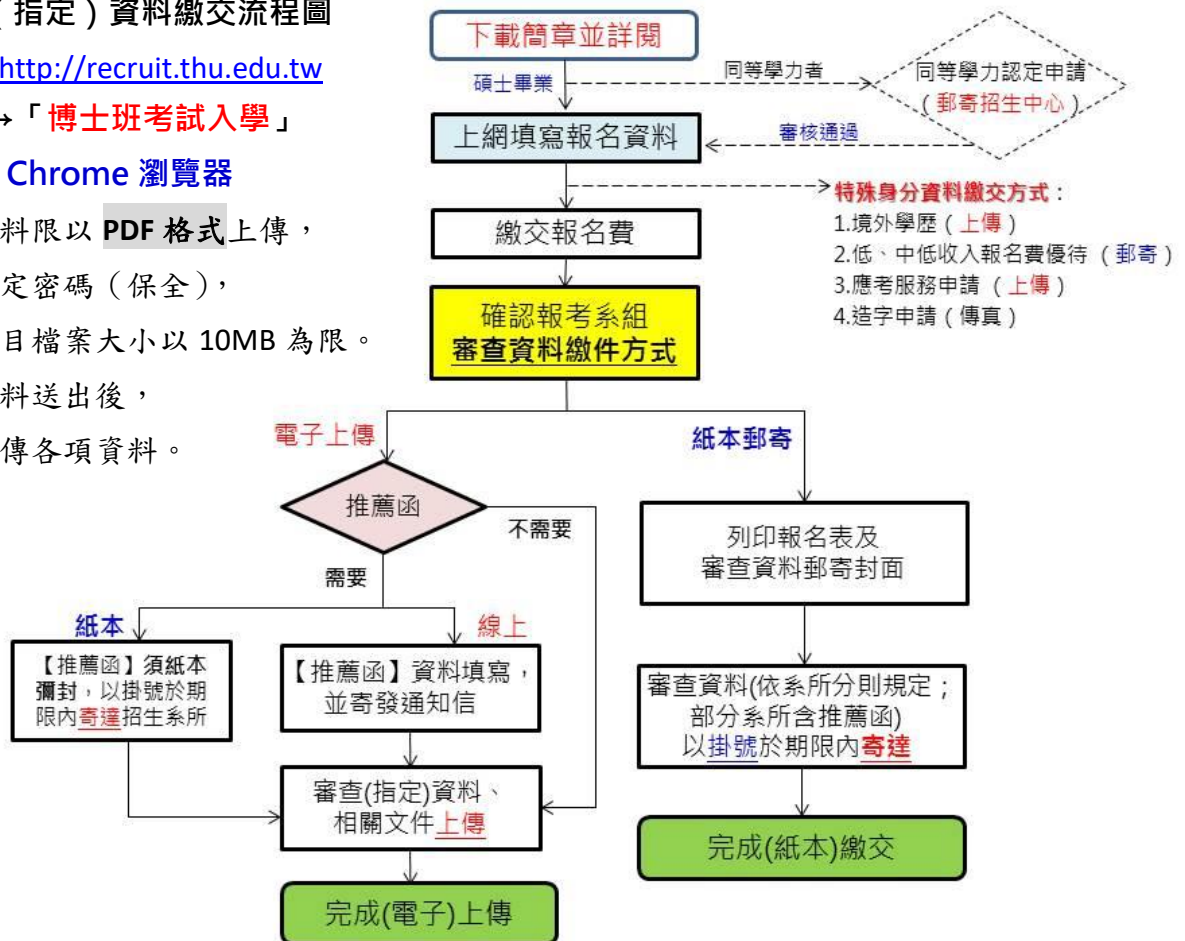 （指定）資料繳交流程圖
http://recruit.thu.edu.tw
→「博士班考試入學」
Chrome 瀏覽器
料限以 PDF 格式上傳，
定密碼（保全），
目檔案大小以 10MB 為限。
料送出後，
傳各項資料。
下載簡章並詳閱
碩士畢業
同等學力者
同等學力認定申請
（郵寄招生中心）
審核通過
上網填寫報名資料
特殊身分資料繳交方式：
1.境外學歷（上傳）
2.低、中低收入報名費優待（郵寄）
3.應考服務申請（上傳）
4.造字申請（傳真）
繳交報名費
確認報考系組
審查資料繳件方式
電子上傳
紙本郵寄
推薦函
不需要
需要
紙本
線上
【推薦函】須紙本
彌封，以掛號於期
限內寄達招生系所
【推薦函】資料填寫，
並寄發通知信
審查(指定)資料、
相關文件上傳
完成(電子)上傳
列印報名表及
審查資料郵寄封面
審查資料(依系所分則規定；
部分系所含推薦函)
以掛號於期限內寄達
完成(紙本)繳交